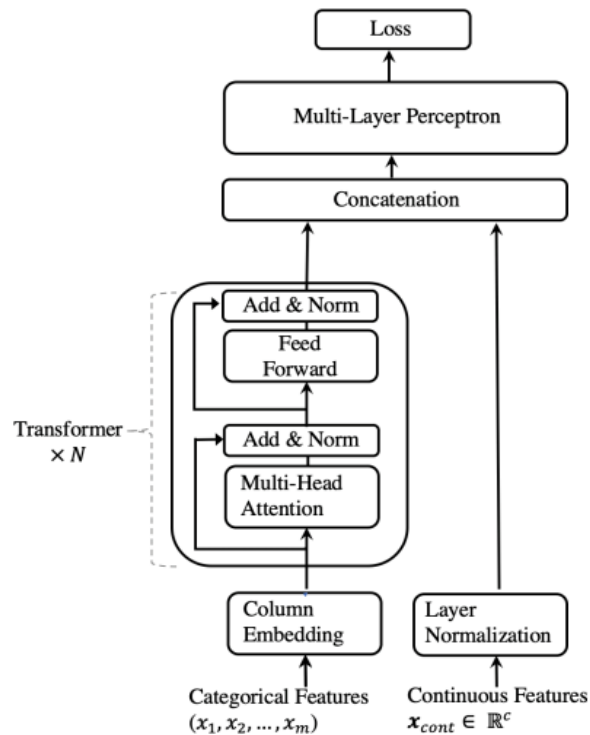 Loss
Multi-Layer Perceptron
Concatenation
Add & Norm
Feed
Forward
Add & Norm
Multi-Head
Attention
Transformer
× N
Column
Embedding
Layer
Normalization
Categorical Features
(x₁, x₂, ..., xₘ)
Continuous Features
x_cont ∈ ℝᶜ